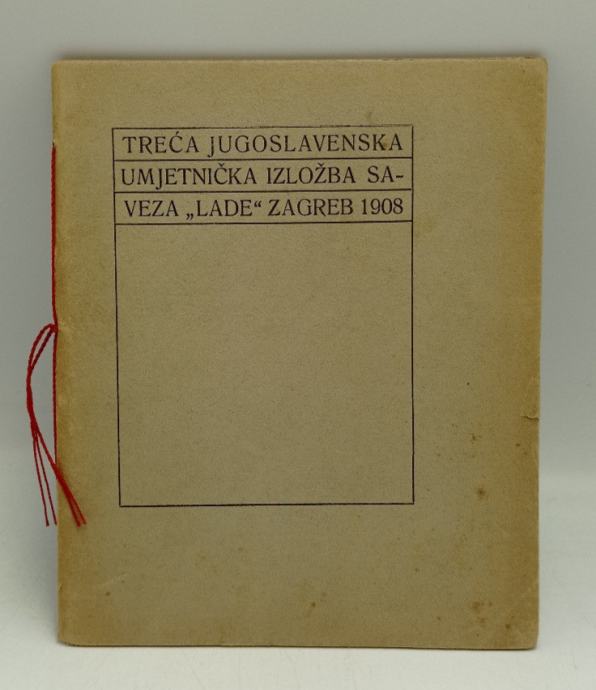 TREĆA JUGOSLAVENSKA
UMJETNIČKA IZLOŽBA SA-
VEZA „LADE“ ZAGREB 1908